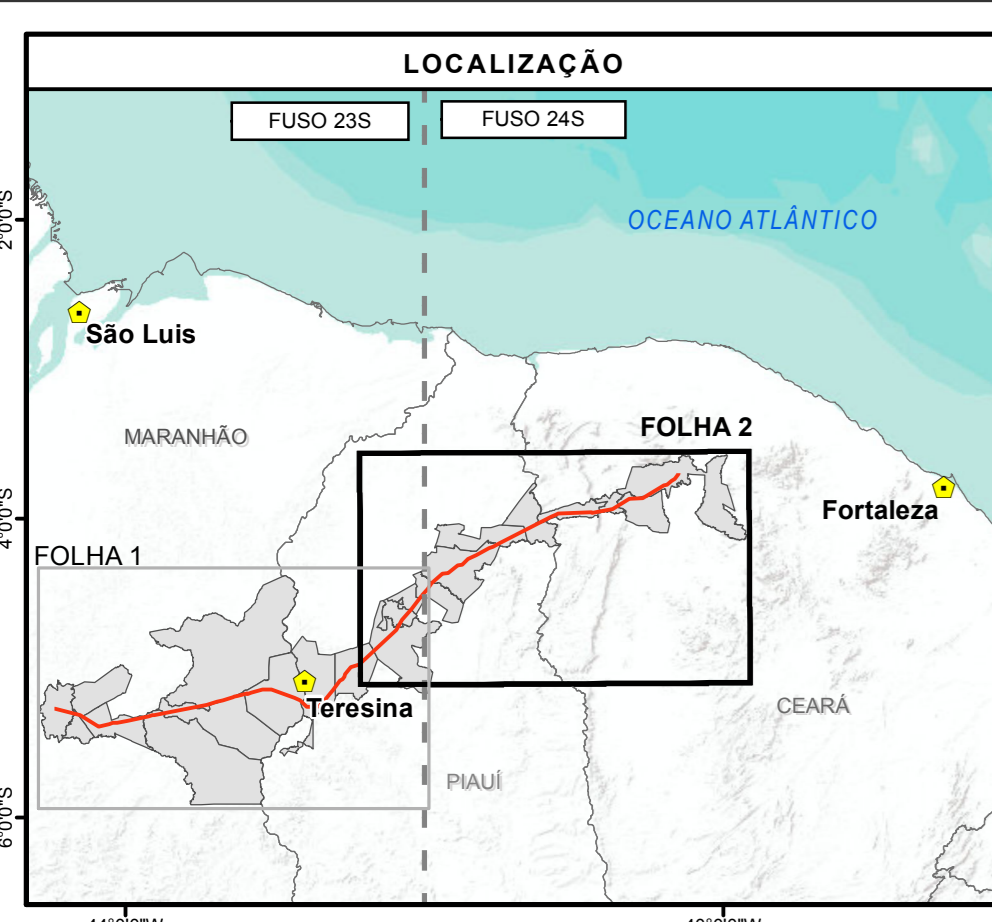 LOCALIZAÇÃO
FUSO 23S
FUSO 24S
2°0'0"S
OCEANO ATLÂNTICO
São Luis
MARANHÃO
FOLHA 2
Fortaleza
4°0'0"S
FOLHA 1
Teresina
CEARÁ
PIAUÍ
6°0'0"S